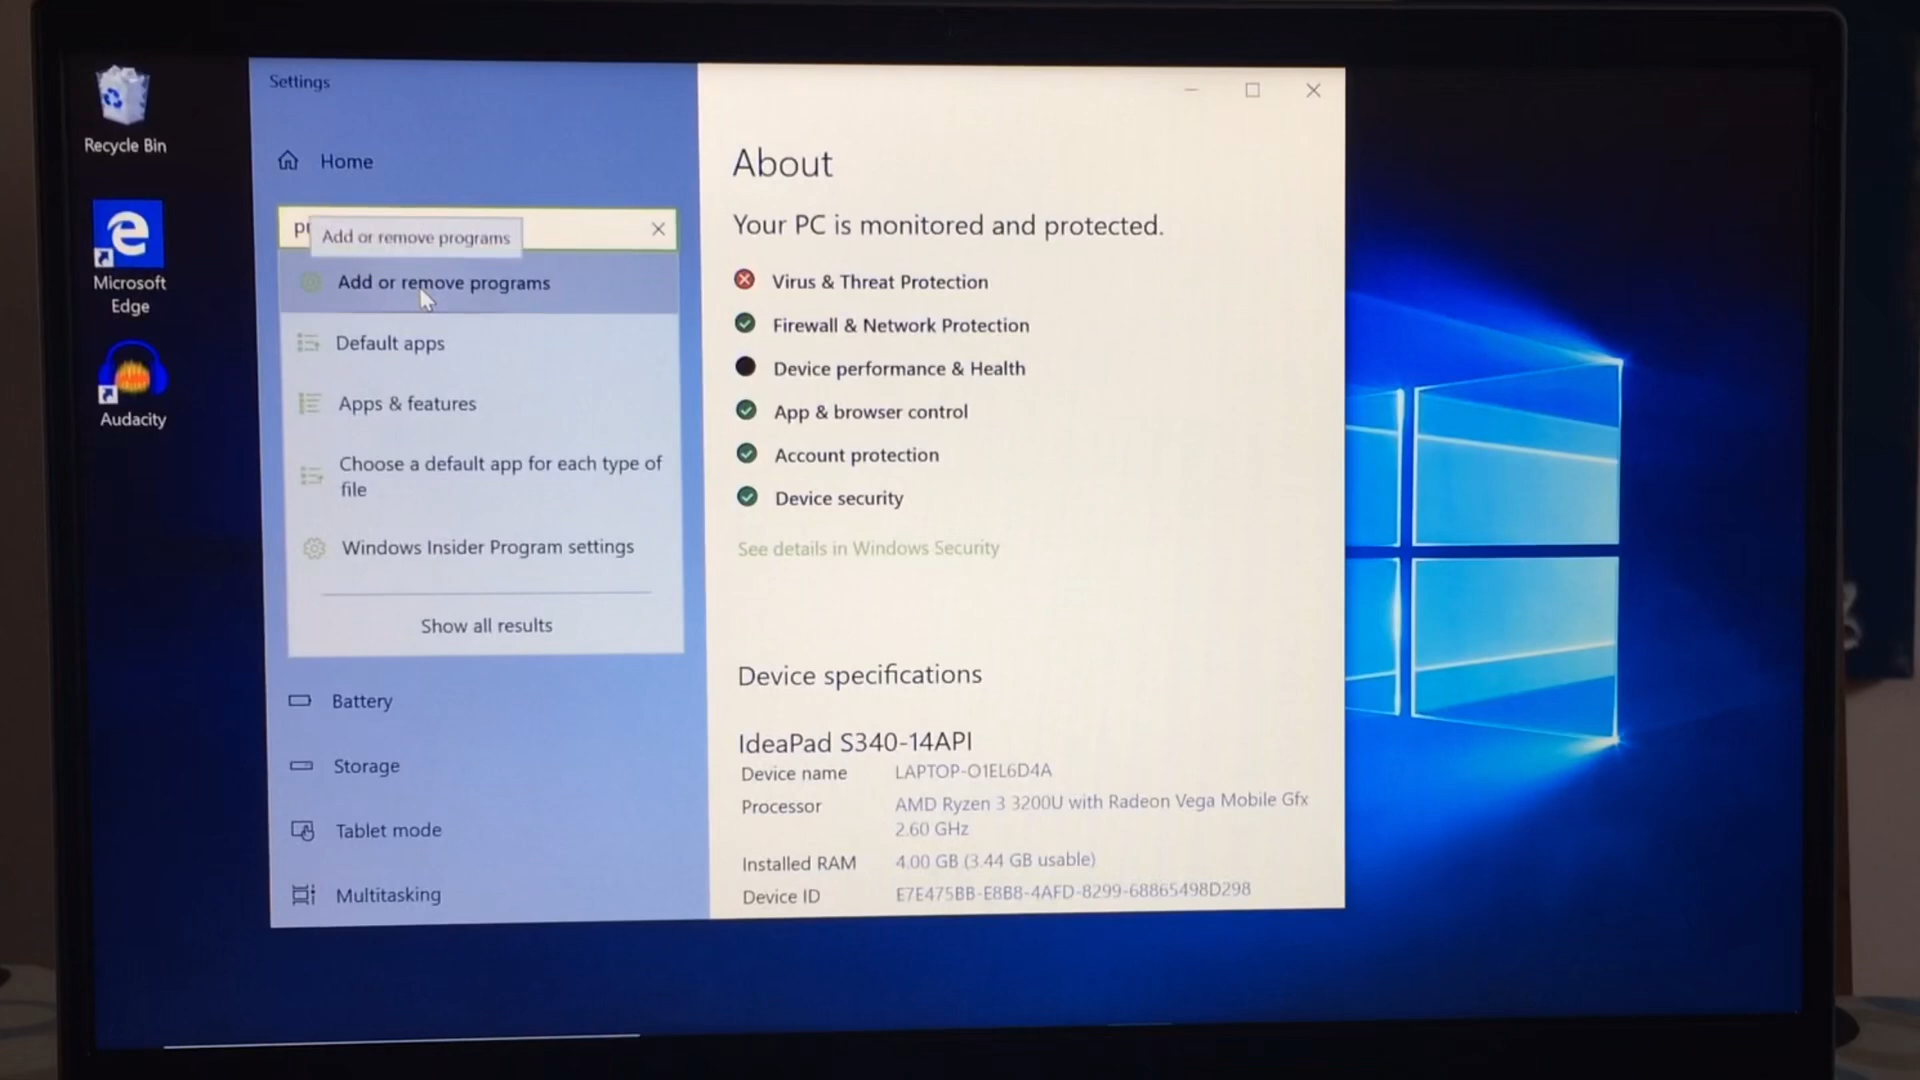 Recycle Bin
Microsoft
Edge
Audacity
Settings
Home
Add or remove programs
Add or remove programs
Default apps
Apps & features
Choose a default app for each type of
file
Windows Insider Program settings
Show all results
Battery
Storage
Tablet mode
Multitasking
About
Your PC is monitored and protected.
Virus & Threat Protection
Firewall & Network Protection
Device performance & Health
App & browser control
Account protection
Device security
See details in Windows Security
Device specifications
IdeaPad S340-14API
Device name LAPTOP-O1EL6D4A
Processor AMD Ryzen 3 3200U with Radeon Vega Mobile Gfx
2.60 GHz
Installed RAM 4.00 GB (3.44 GB usable)
Device ID E7E475BB-E8B8-4AFD-8299-68865498D298